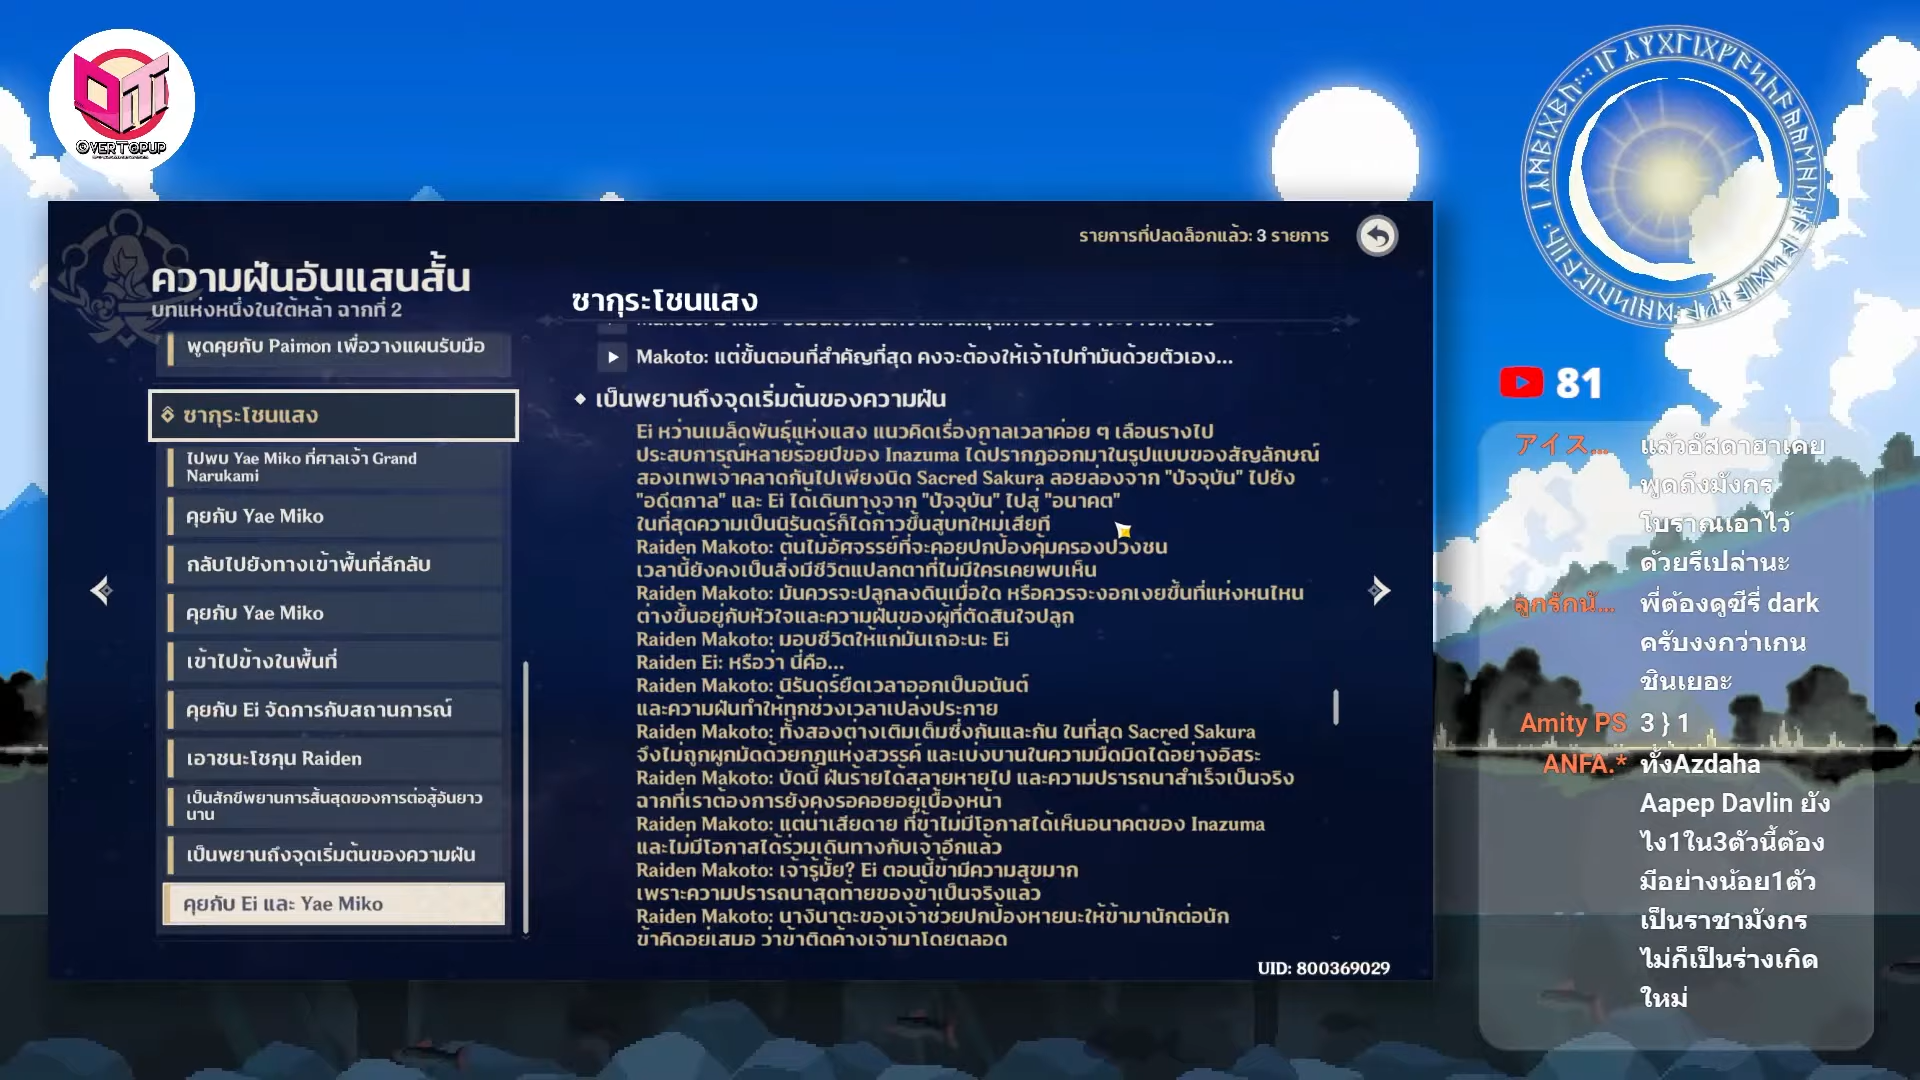 OVERTOPUP
รายการที่ปลดล็อกแล้ว: 3 รายการ
ความฝันอันแสนสั้น
บทแห่งหนึ่งในใต้หล้า ฉากที่ 2
พูดคุยกับ Paimon เพื่อวางแผนรับมือ
ซากุระโชนแสง
ไปพบ Yae Miko ที่ศาลเจ้า Grand
Narukami
คุยกับ Yae Miko
กลับไปยังทางเข้าพื้นที่ลึกลับ
คุยกับ Yae Miko
เข้าไปข้างในพื้นที่
คุยกับ Ei จัดการกับสถานการณ์
เอาชนะโชกุน Raiden
เป็นสักขีพยานการสิ้นสุดของการต่อสู้อันยาว
นาน
เป็นพยานถึงจุดเริ่มต้นของความฝัน
คุยกับ Ei และ Yae Miko
ซากุระโชนแสง
Makoto: แต่ขั้นตอนที่สำคัญที่สุด คงจะต้องให้เจ้าไปทำมันด้วยตัวเอง...
เป็นพยานถึงจุดเริ่มต้นของความฝัน
Ei หว่านเมล็ดพันธุ์แห่งแสง แนวคิดเรื่องกาลเวลาค่อย ๆ เลือนรางไป
ประสบการณ์หลายร้อยปีของ Inazuma ได้ปรากฏออกมาในรูปแบบของสัญลักษณ์
สองเทพเจ้าคลาดกันไปเพียงนิด Sacred Sakura ลอยล่องจาก "ปัจจุบัน" ไปยัง
"อดีตกาล" และ Ei ได้เดินทางจาก "ปัจจุบัน" ไปสู่ "อนาคต"
ในที่สุดความเป็นนิรันดร์ก็ได้ก้าวขึ้นสู่บทใหม่เสียที
Raiden Makoto: ต้นไม้อัศจรรย์ที่จะคอยปกป้องคุ้มครองปวงชน
เวลานี้ยังคงเป็นสิ่งมีชีวิตแปลกตาที่ไม่มีใครเคยพบเห็น
Raiden Makoto: มันควรจะปลูกลงดินเมื่อใด หรือควรจะงอกเงยขึ้นที่แห่งหนไหน
ต่างขึ้นอยู่กับหัวใจและความฝันของผู้ที่ตัดสินใจปลูก
Raiden Makoto: มอบชีวิตให้แก่มันเถอะนะ Ei
Raiden Ei: หรือว่า นี่คือ...
Raiden Makoto: นิรันดร์ยืดเวลาออกเป็นอนันต์
และความฝันทำให้ทุกช่วงเวลาเปล่งประกาย
Raiden Makoto: ทั้งสองต่างเติมเต็มซึ่งกันและกัน ในที่สุด Sacred Sakura
จึงไม่ถูกผูกมัดด้วยกฎแห่งสวรรค์ และเบ่งบานในความมืดมิดได้อย่างอิสระ
Raiden Makoto: บัดนี้ ฝันร้ายได้สลายหายไป และความปรารถนาสำเร็จเป็นจริง
ฉากที่เราต้องการยังคงรอคอยอยู่เบื้องหน้า
Raiden Makoto: แต่น่าเสียดาย ที่ข้าไม่มีโอกาสได้เห็นอนาคตของ Inazuma
และไม่มีโอกาสได้ร่วมเดินทางกับเจ้าอีกแล้ว
Raiden Makoto: เจ้ารู้มั้ย? Ei ตอนนี้ข้ามีความสุขมาก
เพราะความปรารถนาสุดท้ายของข้าเป็นจริงแล้ว
Raiden Makoto: นางินาตะของเจ้าช่วยปกป้องหายนะให้ข้ามานักต่อนัก
ข้าคิดอยู่เสมอ ว่าข้าติดค้างเจ้ามาโดยตลอด
UID: 800369029
81
アイス... แล้วอัสดาฮาเคย
พูดถึงมังกร
โบราณเอาไว้
ด้วยรึเปล่านะ
ลูกรักน้... พี่ต้องดูซีรี่ dark
ครับงงกว่าเกน
ชินเยอะ
Amity PS 3 } 1
ANFA.* ทั้งAzdaha
Aapep Davlin ยัง
ไง1ใน3ตัวนี้ต้อง
มีอย่างน้อย1ตัว
เป็นราชามังกร
ไม่ก็เป็นร่างเกิด
ใหม่